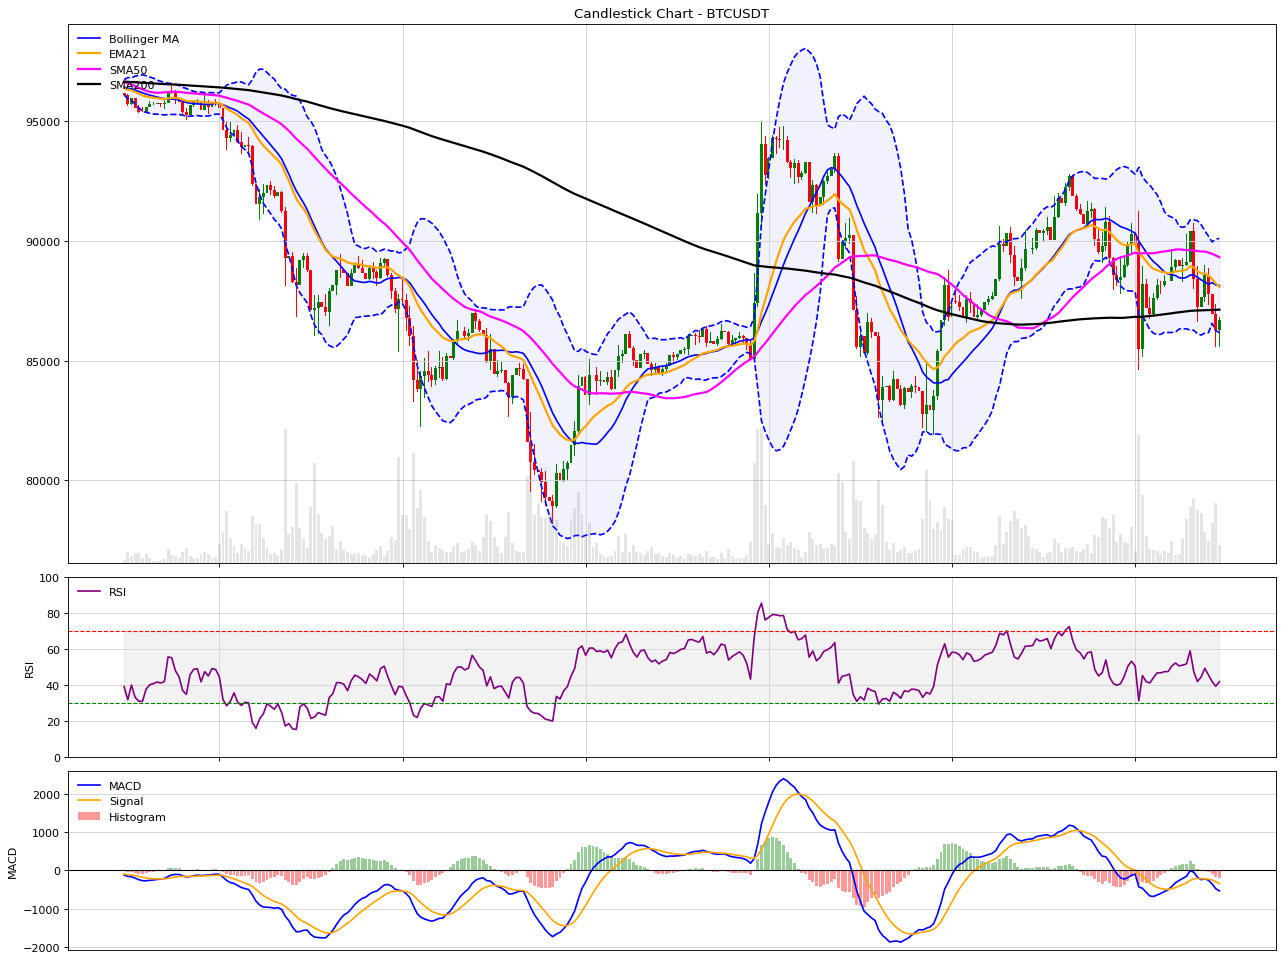 Candlestick Chart - BTCUSDT
Bollinger MA
EMA21
SMA50
SMA200
95000
90000
85000
80000
100
RSI
80
60
40
20
0
RSI
MACD
Signal
Histogram
2000
1000
0
−1000
−2000
MACD